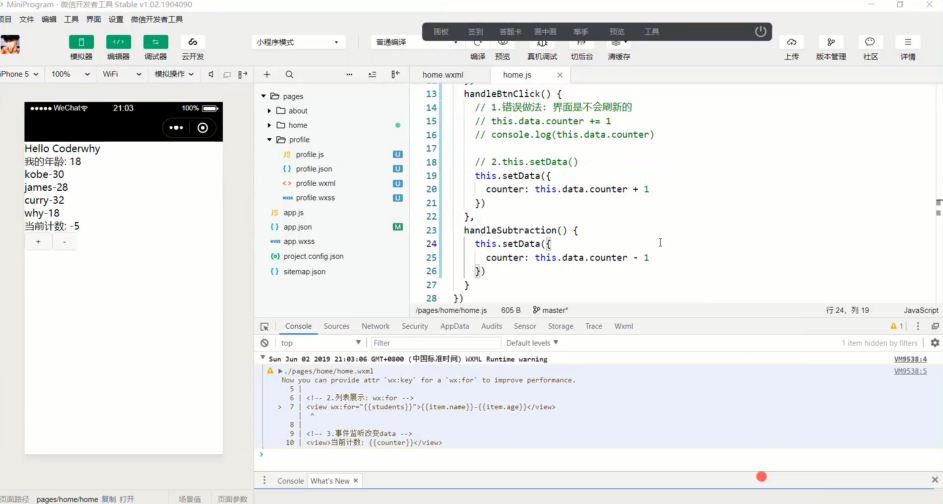 MiniProgram - 微信开发者工具 Stable v1.02.1904090
项目 文件 编辑 工具 界面 设置 微信开发者工具
画板 签到 答题卡 画中画 举手 预览 工具
小程序模式 普通编译
模拟器 编辑器 调试器 云开发 编译 预览 真机调试 切后台 清缓存 上传 版本管理 社区 详情
iPhone 5 100% WiFi 模拟操作
home.wxml home.js
WeChat 21:03 100%
Hello Coderwhy
我的年龄: 18
kobe-30
james-28
curry-32
why-18
当前计数: -5
+ -
pages
about
home
profile
JS profile.js U
{ } profile.json U
<> profile.wxml U
wxss profile.wxss U
JS app.js
{ } app.json M
wxss app.wxss
project.config.json
{ } sitemap.json
13 handleBtnClick() {
14 // 1.错误做法: 界面是不会刷新的
15 // this.data.counter += 1
16 // console.log(this.data.counter)
17
18 // 2.this.setData()
19 this.setData({
20 counter: this.data.counter + 1
21 })
22 },
23 handleSubtraction() {
24 this.setData({
25 counter: this.data.counter - 1
26 })
27 }
28 })
/pages/home/home.js 605 B master* 行 24, 列 19 JavaScript
Console Sources Network Security AppData Audits Sensor Storage Trace Wxml 1
top Filter Default levels 1 item hidden by filters
Sun Jun 02 2019 21:03:06 GMT+0800 (中国标准时间) WXML Runtime warning VM9538:4
./pages/home/home.wxml VM9538:5
Now you can provide attr `wx:key` for a `wx:for` to improve performance.
5 |
6 | <!-- 2.列表展示: wx:for -->
> 7 | <view wx:for="{{students}}">{{item.name}}-{{item.age}}</view>
| ^
8 |
9 | <!-- 3.事件监听改变data -->
10 | <view>当前计数: {{counter}}</view>
>
Console What's New ×
页面路径 pages/home/home 复制 打开 场景值 页面参数